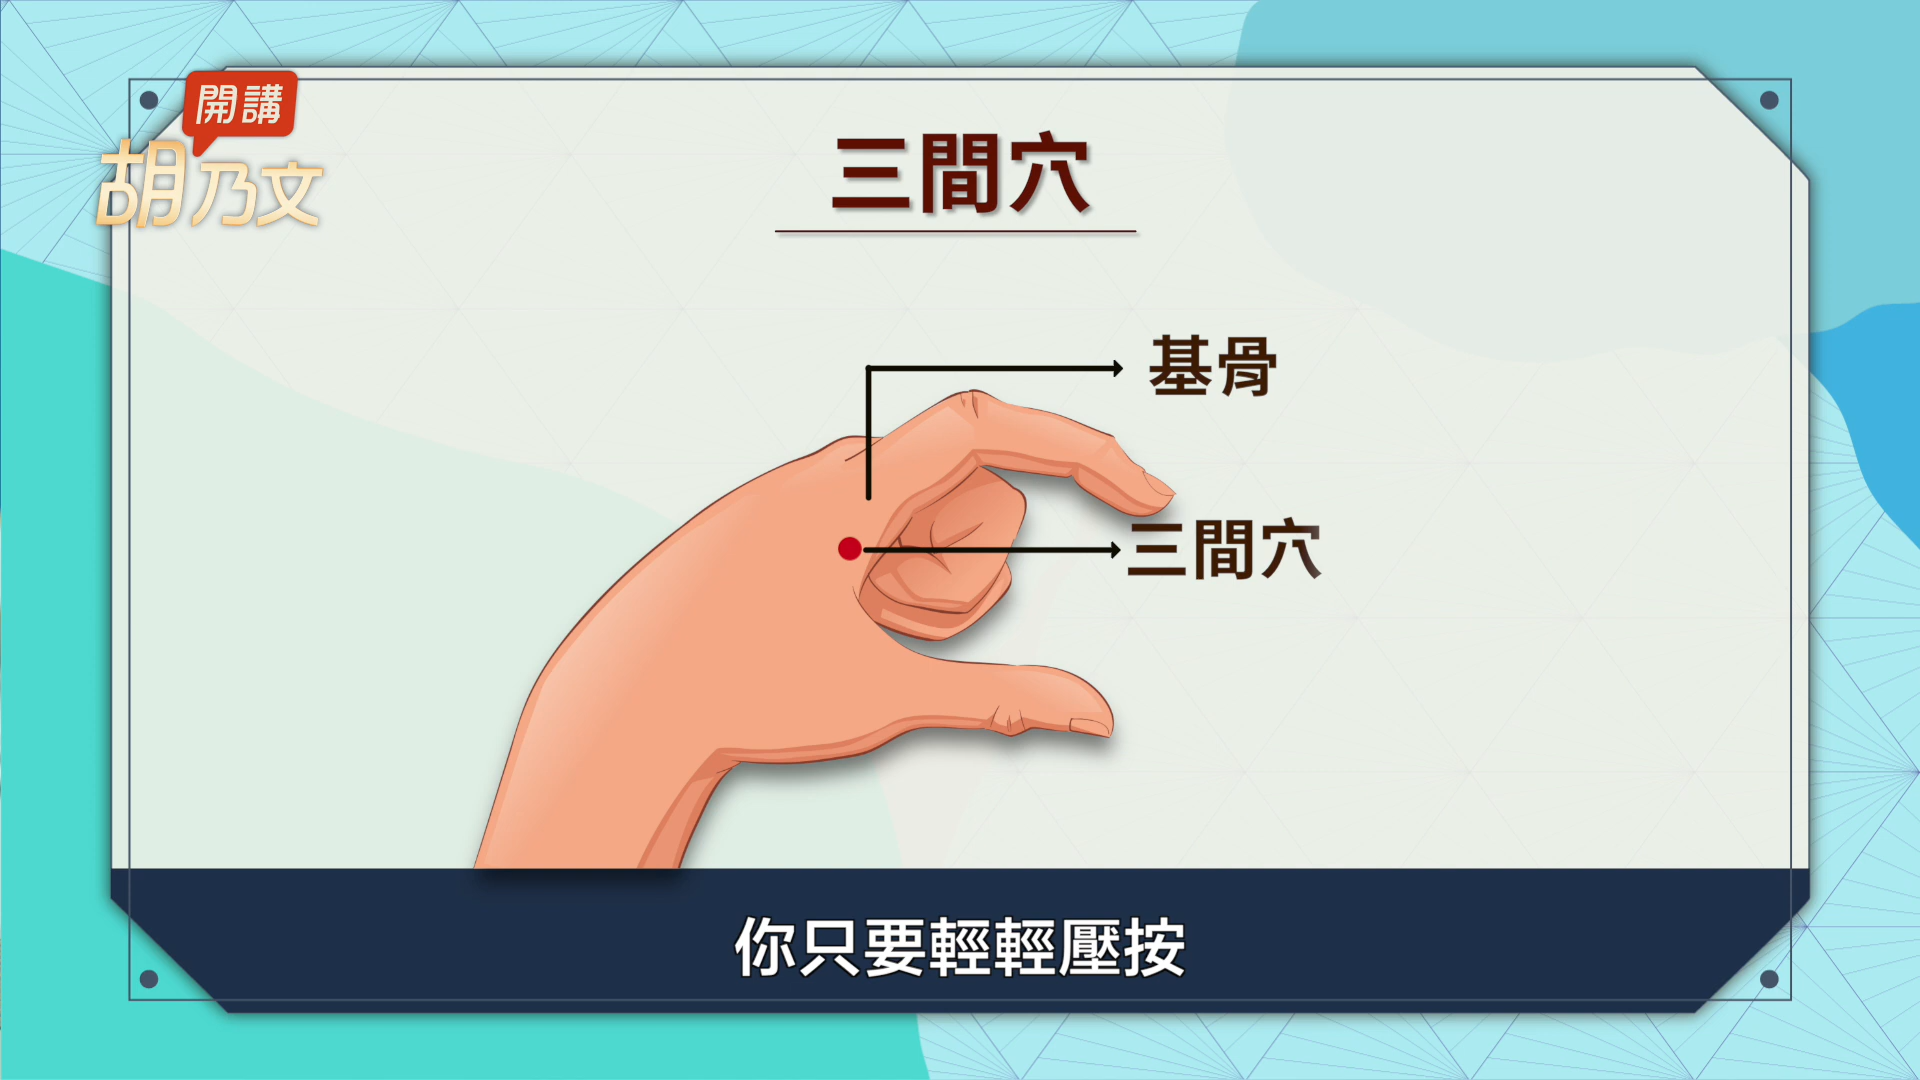 開講
胡乃文
三間穴
基骨
三間穴
你只要輕輕壓按